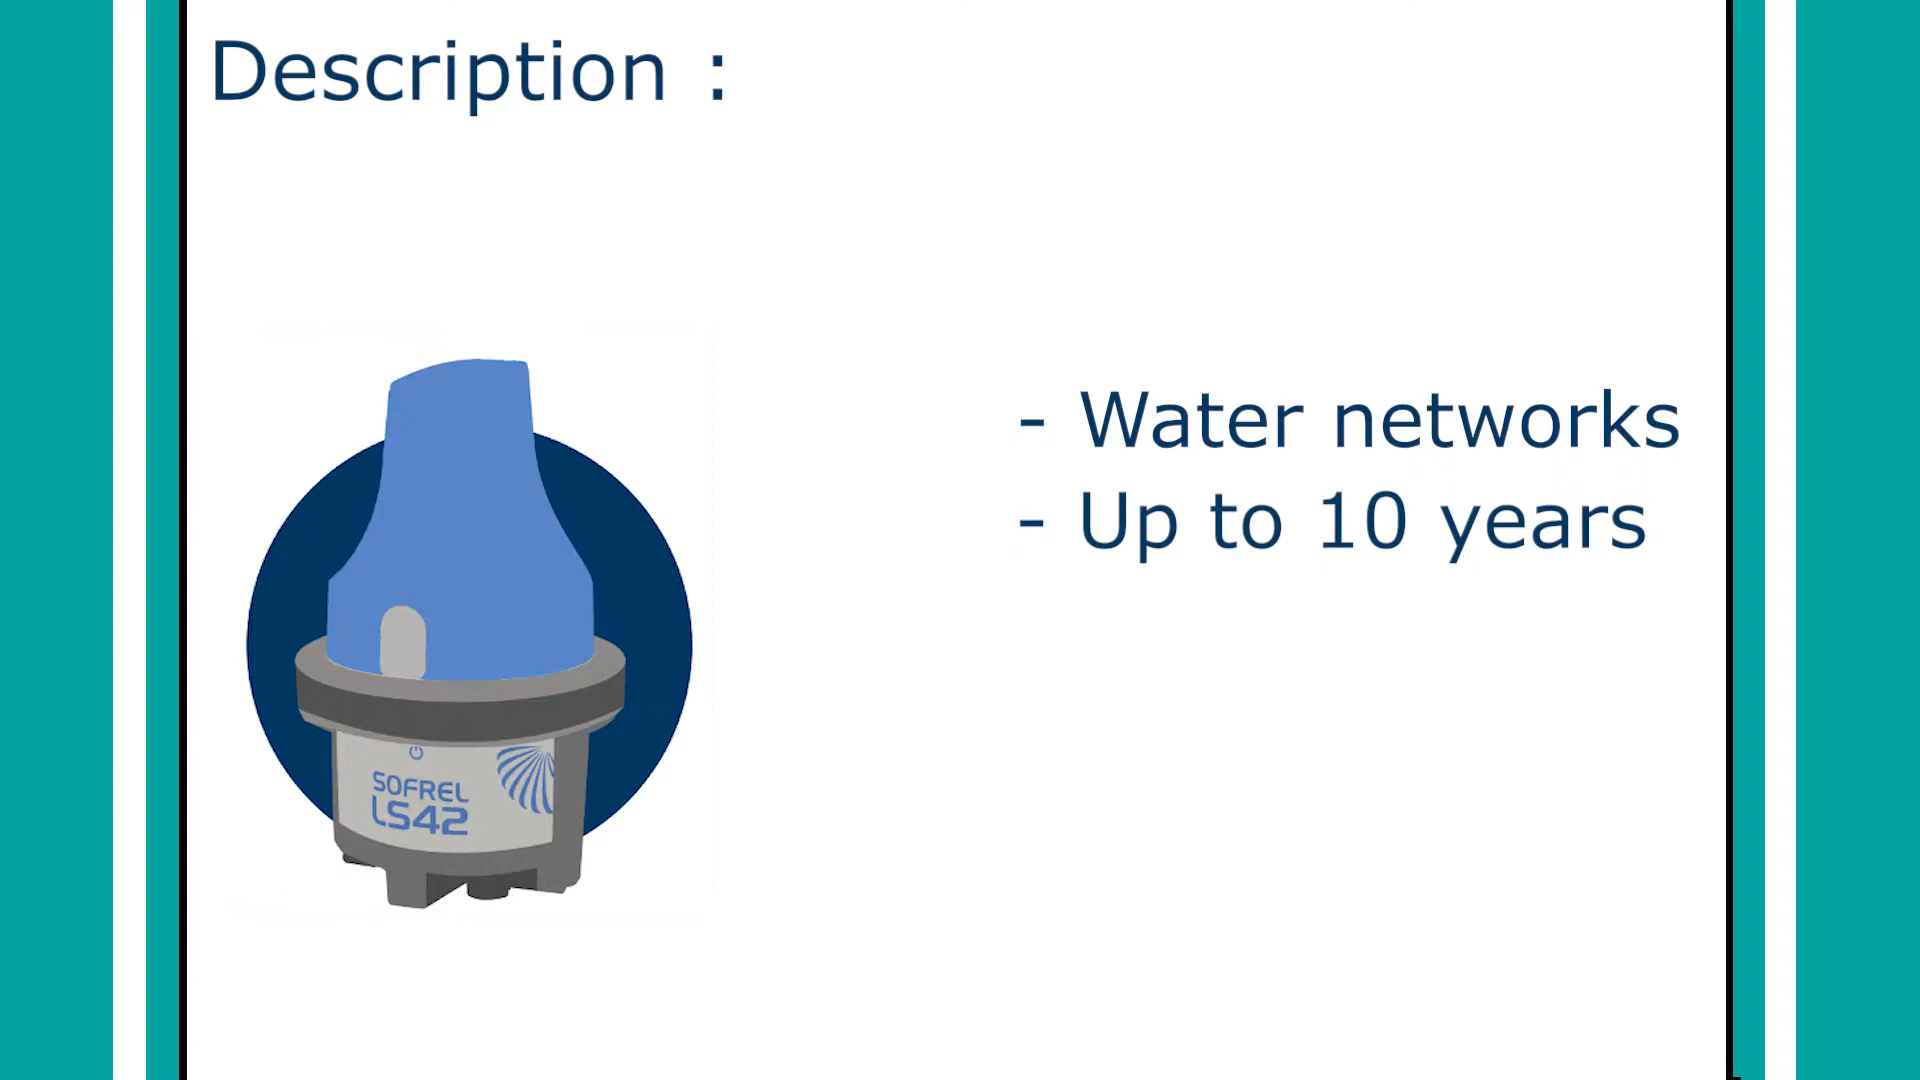 Description :
- Water networks
- Up to 10 years
SOFREL
LS42